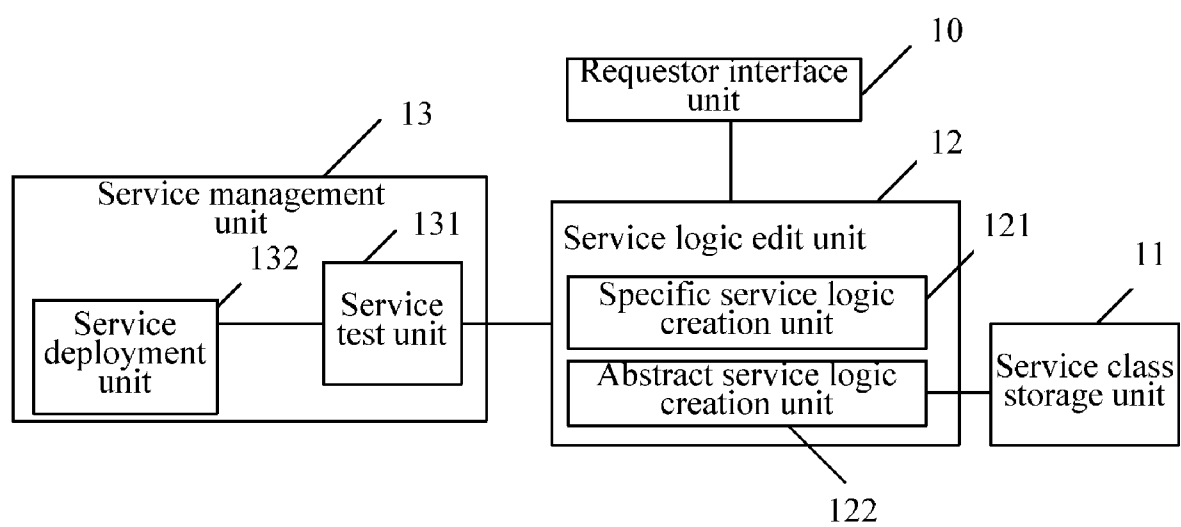 10
Requestor interface
unit
13
12
Service management
unit
131
132
Service logic edit unit
121
11
Service
test unit
Specific service logic
creation unit
Service
deployment
unit
Abstract service logic
creation unit
Service class
storage unit
122